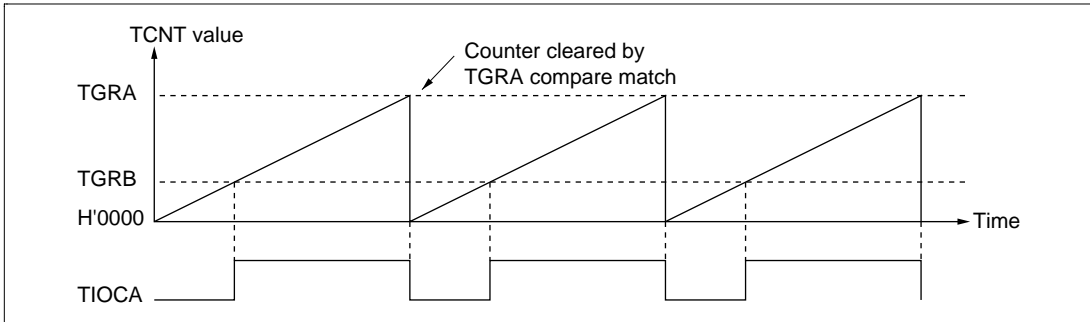 TCNT value
Counter cleared by
TGRA compare match
TGRA
TGRB
H'0000
Time
TIOCA